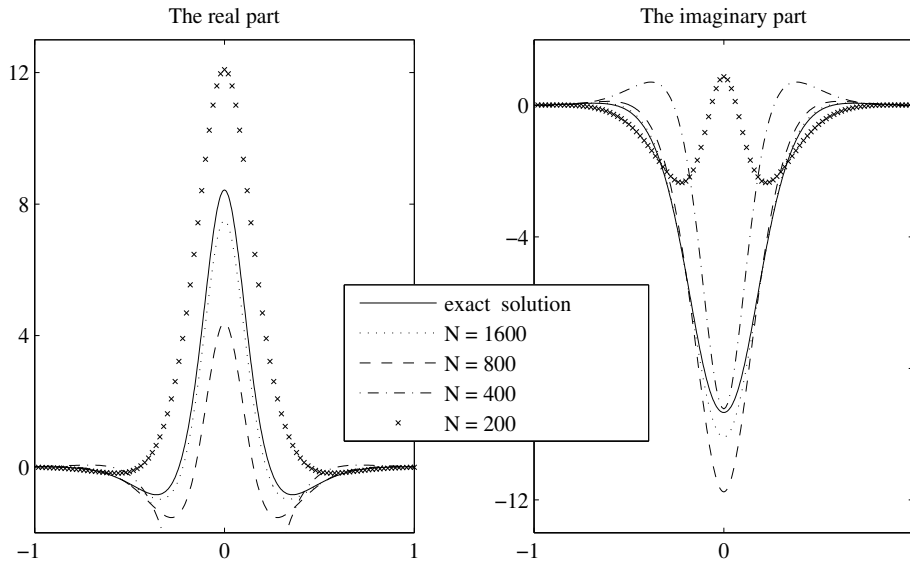 The real part
The imaginary part
12
8
4
0
−1
0
1
0
−4
−12
−1
0
exact solution
N = 1600
N = 800
N = 400
N = 200